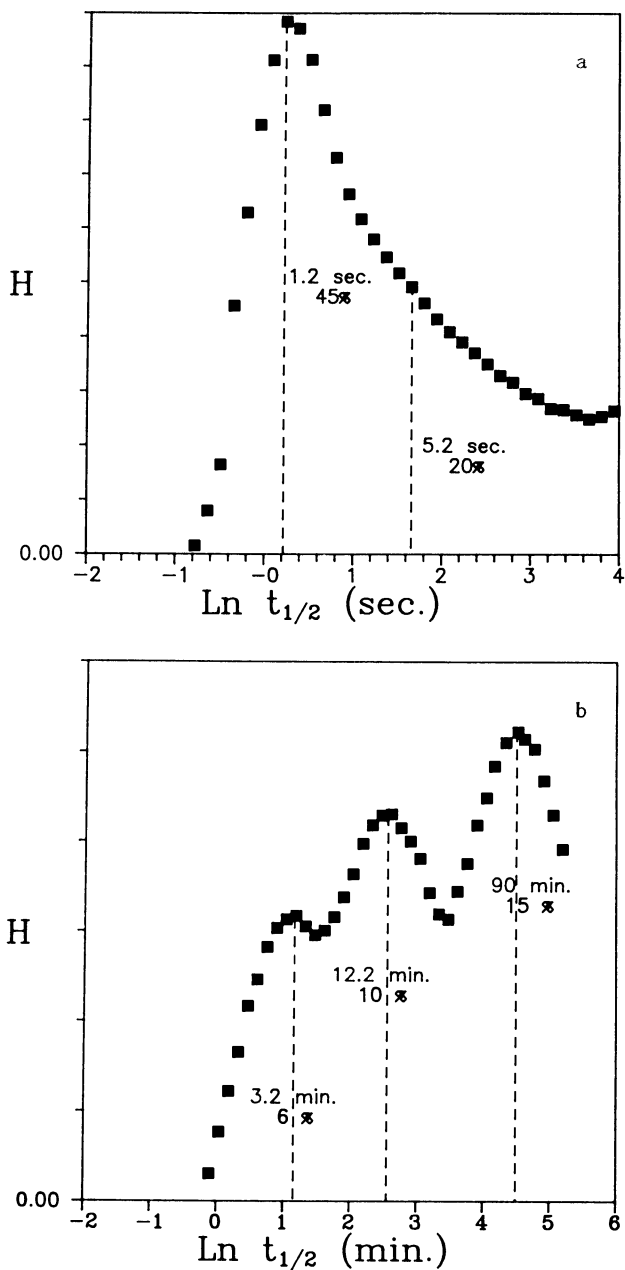 a
H
1.2 sec.
45%
5.2 sec.
20%
0.00
-2 -1 -0 1 2 3 4
Ln t1/2 (sec.)
b
H
90 min.
15 %
12.2 min.
10 %
3.2 min.
6 %
0.00
-2 -1 0 1 2 3 4 5 6
Ln t1/2 (min.)